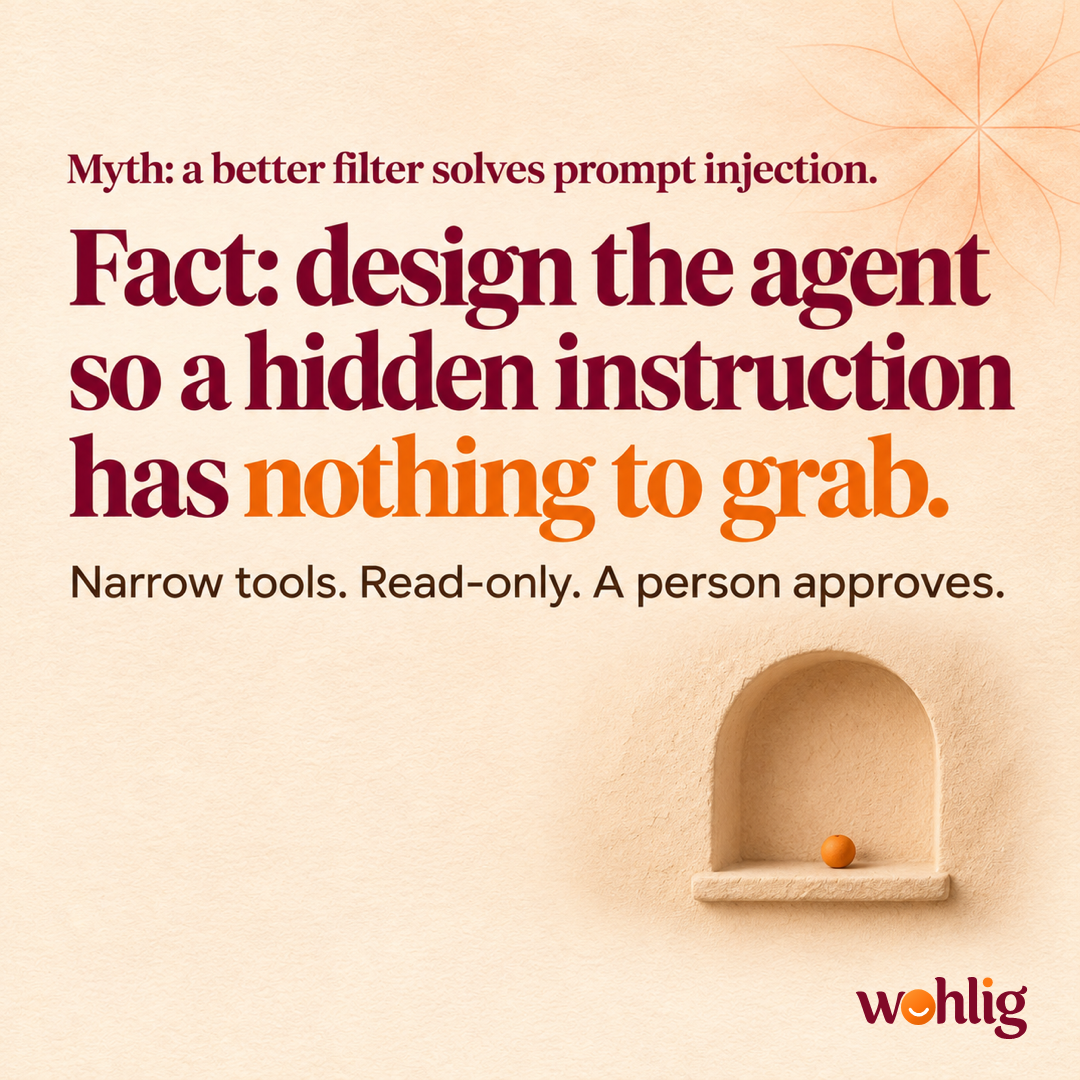 Myth: a better filter solves prompt injection.
Fact: design the agent
so a hidden instruction
has nothing to grab.
Narrow tools. Read-only. A person approves.
wohlig